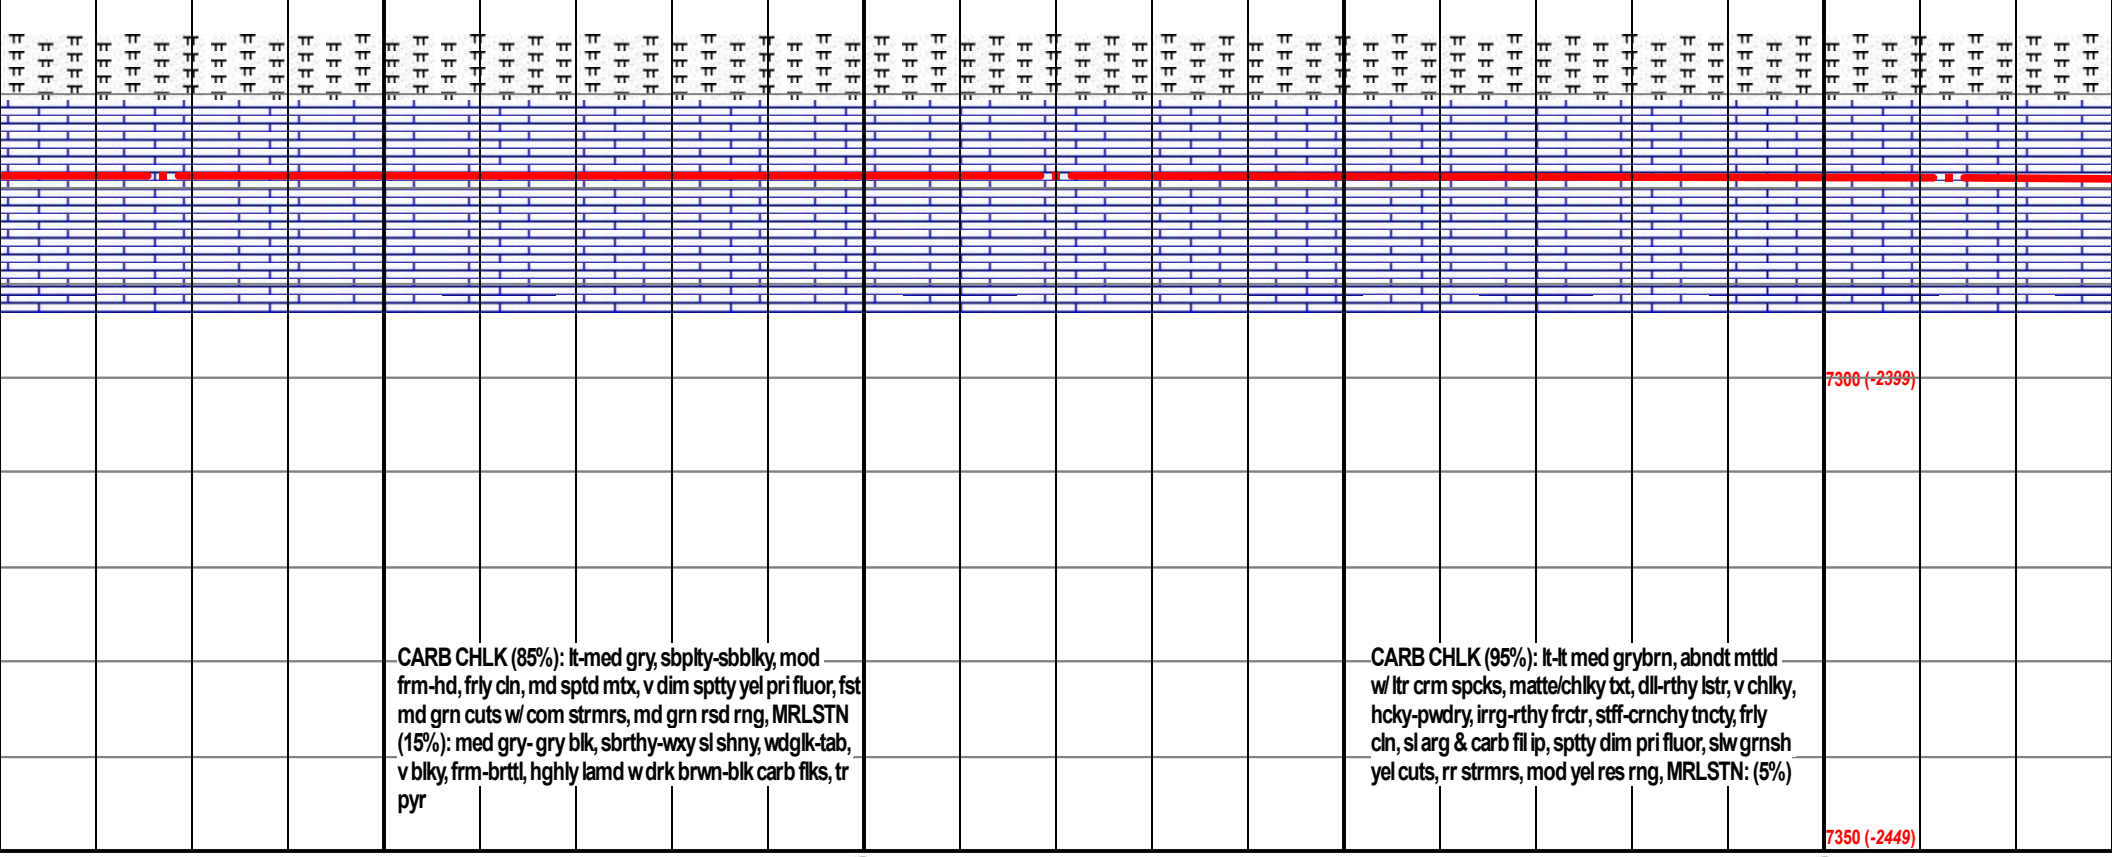 7300 (-2399)
CARB CHLK (85%): lt-med gry, sbplty-sbblky, mod
frm-hd, frly cln, md sptd mtx, v dim sptty yel pri fluor, fst
md grn cuts w/ com strmrs, md grn rsd rng, MRLSTN
(15%): med gry- gry blk, sbrthy-wxy sl shny, wdglk-tab,
v blky, frm-brttl, hghly lamd w drk brwn-blk carb flks, tr
pyr
CARB CHLK (95%): lt-lt med grybrn, abndt mttld
w/ ltr crm spcks, matte/chlky txt, dll-rthy lstr, v chlky,
hcky-pwdry, irrg-rthy frctr, stff-crnchy tncty, frly
cln, sl arg & carb fil ip, sptty dim pri fluor, slw grnsh
yel cuts, rr strmrs, mod yel res rng, MRLSTN: (5%)
7350 (-2449)